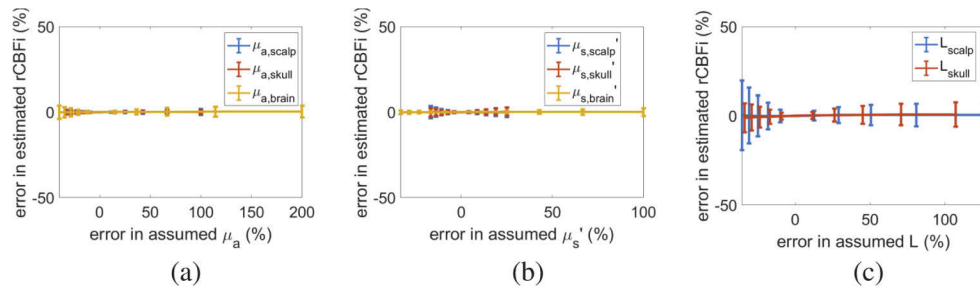 50
0
-50
error in estimated rCBFi (%)
μa,scalp
μa,skull
μa,brain
0 50 100 150 200
error in assumed μa (%)
(a)
50
0
-50
error in estimated rCBFi (%)
μs,scalp'
μs,skull'
μs,brain'
0 50 100
error in assumed μs' (%)
(b)
50
0
-50
error in estimated rCBFi (%)
Lscalp
Lskull
0 50 100
error in assumed L (%)
(c)